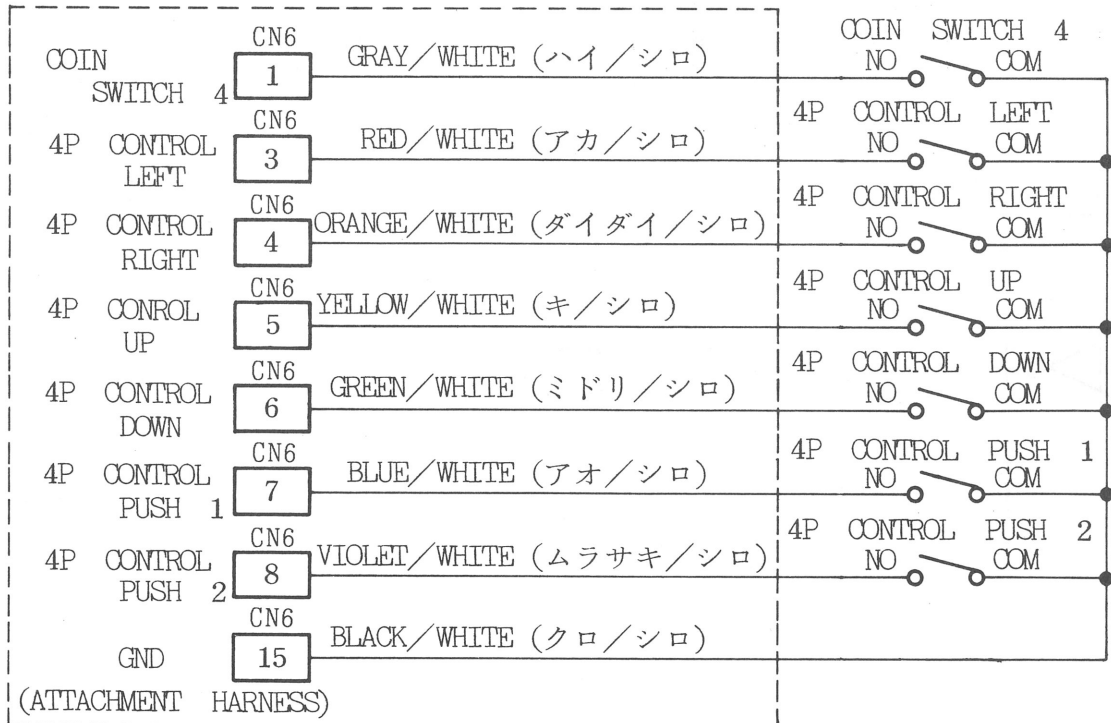 COIN SWITCH 4
CN6
1
GRAY/WHITE (ハイ/シロ)
COIN SWITCH 4
NO COM
4P CONTROL LEFT
CN6
3
RED/WHITE (アカ/シロ)
4P CONTROL LEFT
NO COM
4P CONTROL RIGHT
CN6
4
ORANGE/WHITE (ダイダイ/シロ)
4P CONTROL RIGHT
NO COM
4P CONROL UP
CN6
5
YELLOW/WHITE (キ/シロ)
4P CONTROL UP
NO COM
4P CONTROL DOWN
CN6
6
GREEN/WHITE (ミドリ/シロ)
4P CONTROL DOWN
NO COM
4P CONTROL PUSH 1
CN6
7
BLUE/WHITE (アオ/シロ)
4P CONTROL PUSH 1
NO COM
4P CONTROL PUSH 2
CN6
8
VIOLET/WHITE (ムラサキ/シロ)
4P CONTROL PUSH 2
NO COM
GND
CN6
15
BLACK/WHITE (クロ/シロ)
(ATTACHMENT HARNESS)